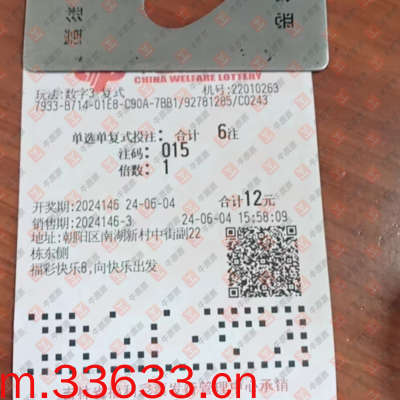 CHINA WELFARE LOTTERY
玩法:数字3 复式 机号:22010263
7933-B714-01E8-C90A-7BB1/92781285/C0243
单选单复式投注: 合计 6注
注码: 015
倍数: 1
开奖期:2024146 24-06-04 合计12元
销售期:2024146-3 24-06-04 15:58:09
地址:朝阳区南湖新村中街副22
栋东侧
福彩快乐8,向快乐出发
m.33633.com.cn